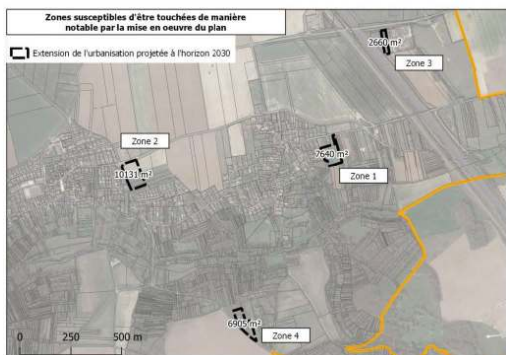 Zones susceptibles d'être touchées de manière
notable par la mise en oeuvre du plan
Extension de l'urbanisation projetée à l'horizon 2030
2660 m²
Zone 3
Zone 2
10131 m²
7640 m²
Zone 1
6905 m²
Zone 4
0 250 500 m